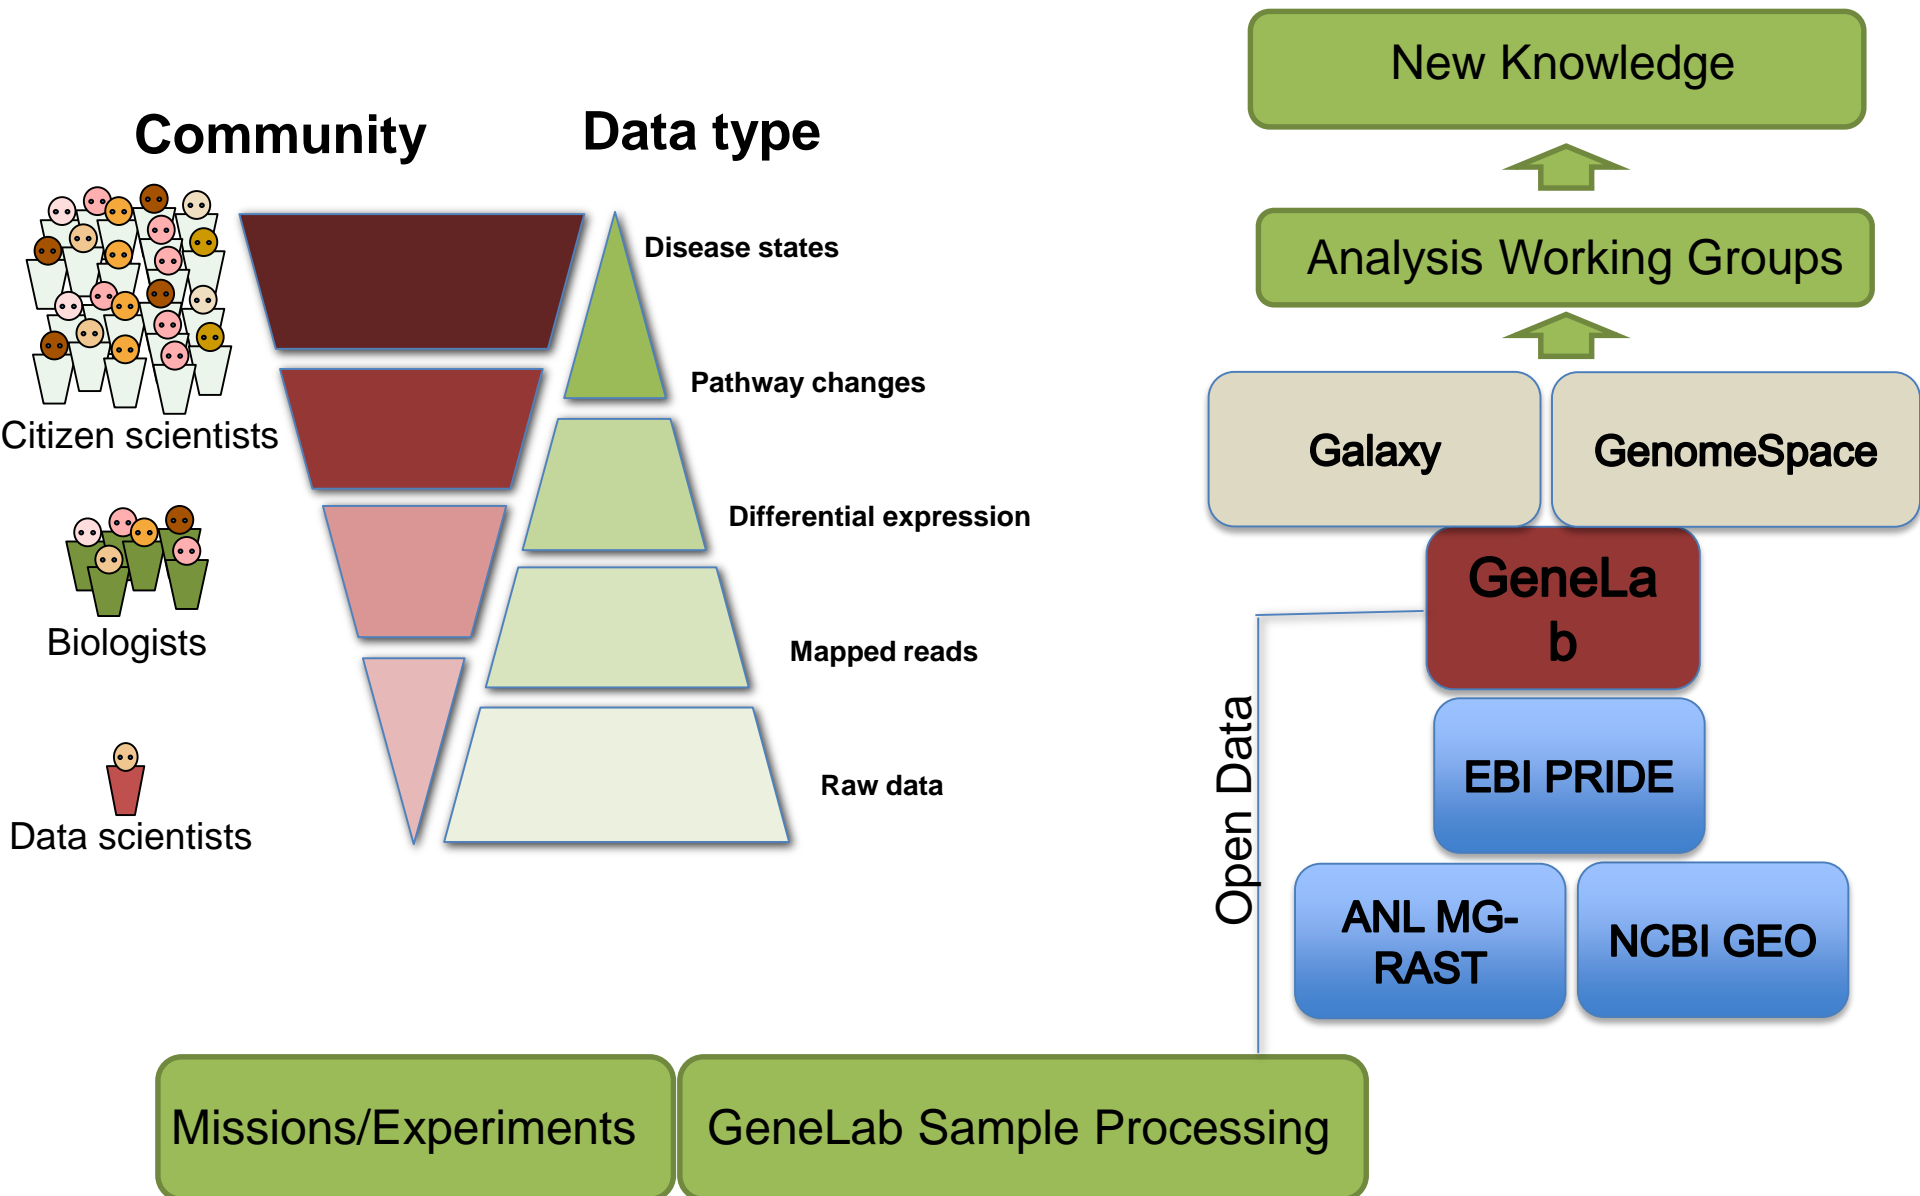 Community
Data type
Citizen scientists
Biologists
Data scientists
Disease states
Pathway changes
Differential expression
Mapped reads
Raw data
New Knowledge
Analysis Working Groups
Galaxy
GenomeSpace
GeneLa
b
EBI PRIDE
ANL MG-
RAST
NCBI GEO
Open Data
Missions/Experiments
GeneLab Sample Processing